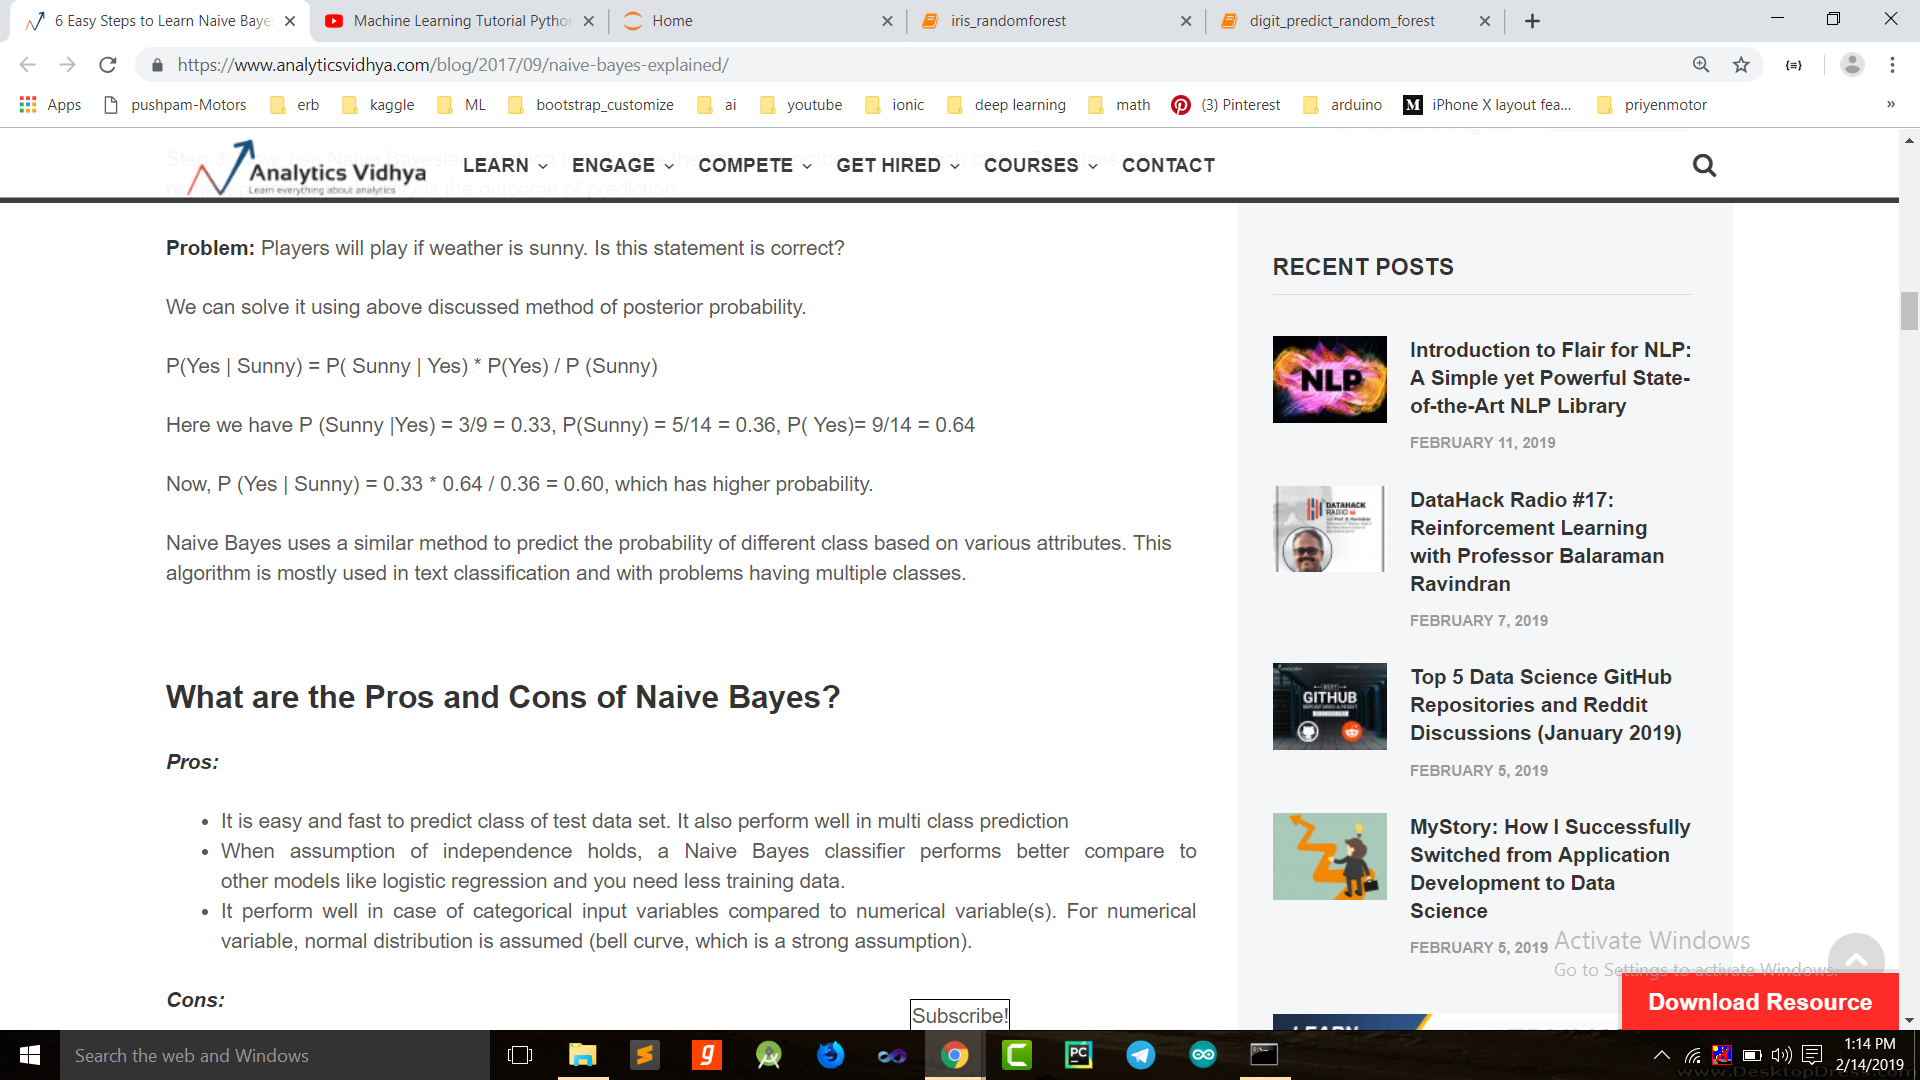 6 Easy Steps to Learn Naive Baye
Machine Learning Tutorial Python
Home
iris_randomforest
digit_predict_random_forest
https://www.analyticsvidhya.com/blog/2017/09/naive-bayes-explained/
Apps
pushpam-Motors
erb
kaggle
ML
bootstrap_customize
ai
youtube
ionic
deep learning
math
(3) Pinterest
arduino
M iPhone X layout fea...
priyenmotor
»
Analytics Vidhya
Learn everything about analytics
LEARN
ENGAGE
COMPETE
GET HIRED
COURSES
CONTACT
is the outcome of prediction.
Problem: Players will play if weather is sunny. Is this statement is correct?
We can solve it using above discussed method of posterior probability.
P(Yes | Sunny) = P( Sunny | Yes) * P(Yes) / P (Sunny)
Here we have P (Sunny |Yes) = 3/9 = 0.33, P(Sunny) = 5/14 = 0.36, P( Yes)= 9/14 = 0.64
Now, P (Yes | Sunny) = 0.33 * 0.64 / 0.36 = 0.60, which has higher probability.
Naive Bayes uses a similar method to predict the probability of different class based on various attributes. This
algorithm is mostly used in text classification and with problems having multiple classes.
What are the Pros and Cons of Naive Bayes?
Pros:
• It is easy and fast to predict class of test data set. It also perform well in multi class prediction
• When assumption of independence holds, a Naive Bayes classifier performs better compare to
other models like logistic regression and you need less training data.
• It perform well in case of categorical input variables compared to numerical variable(s). For numerical
variable, normal distribution is assumed (bell curve, which is a strong assumption).
Cons:
Subscribe!
RECENT POSTS
NLP
Introduction to Flair for NLP:
A Simple yet Powerful State-
of-the-Art NLP Library
FEBRUARY 11, 2019
DATAHACK
RADIO
DataHack Radio #17:
Reinforcement Learning
with Professor Balaraman
Ravindran
FEBRUARY 7, 2019
GITHUB
Top 5 Data Science GitHub
Repositories and Reddit
Discussions (January 2019)
FEBRUARY 5, 2019
MyStory: How I Successfully
Switched from Application
Development to Data
Science
FEBRUARY 5, 2019
Activate Windows
Go to Settings to activate Windows.
Download Resource
LEARN
Search the web and Windows
g
PC
1:14 PM
2/14/2019
www.DesktopDress.com